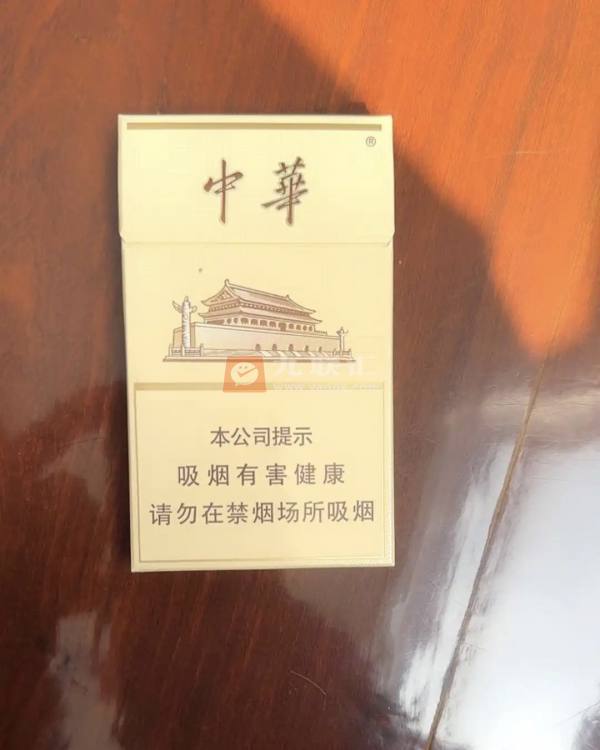 中華
®
本公司提示
吸烟有害健康
请勿在禁烟场所吸烟